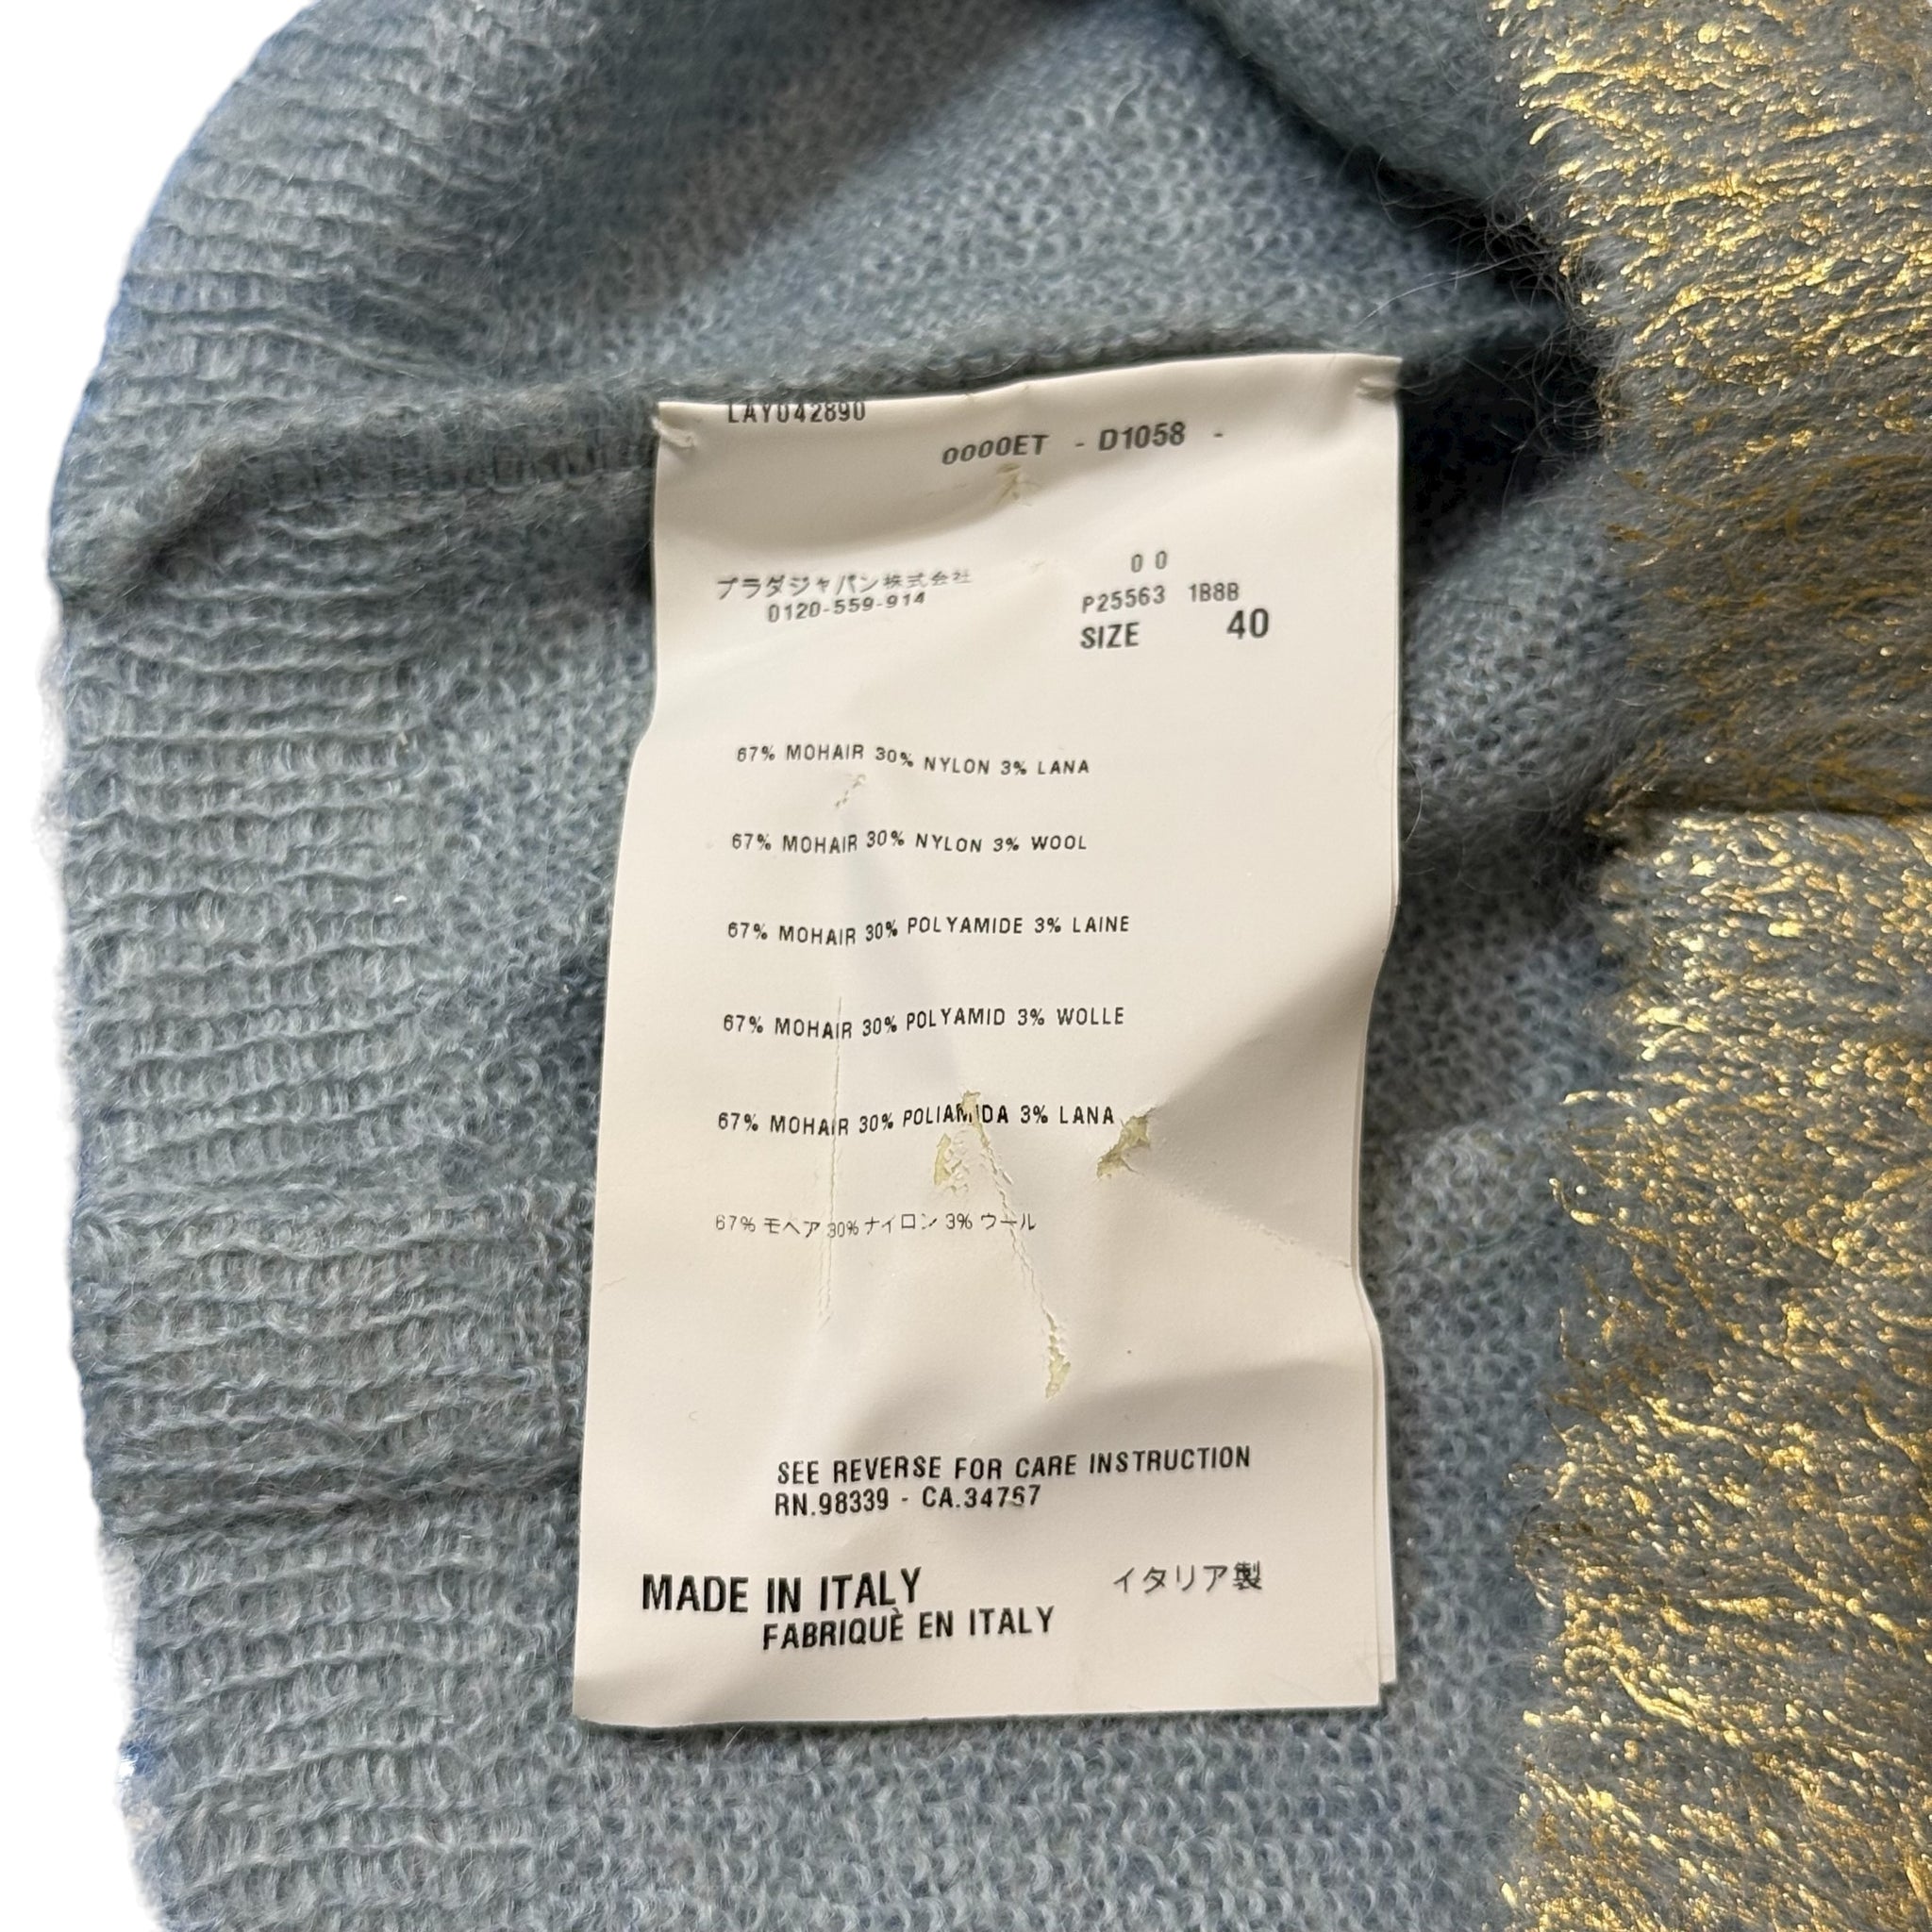 LAY042890
0000ET - D1058 -
プラダジャパン株式会社
0120-559-914
0 0
P25563 1B8B
SIZE 40
67% MOHAIR 30% NYLON 3% LANA
67% MOHAIR 30% NYLON 3% WOOL
67% MOHAIR 30% POLYAMIDE 3% LAINE
67% MOHAIR 30% POLYAMID 3% WOLLE
67% MOHAIR 30% POLIAMIDA 3% LANA
67% モヘア 30% ナイロン 3% ウール
SEE REVERSE FOR CARE INSTRUCTION
RN.98339 - CA.34767
MADE IN ITALY イタリア製
FABRIQUÈ EN ITALY